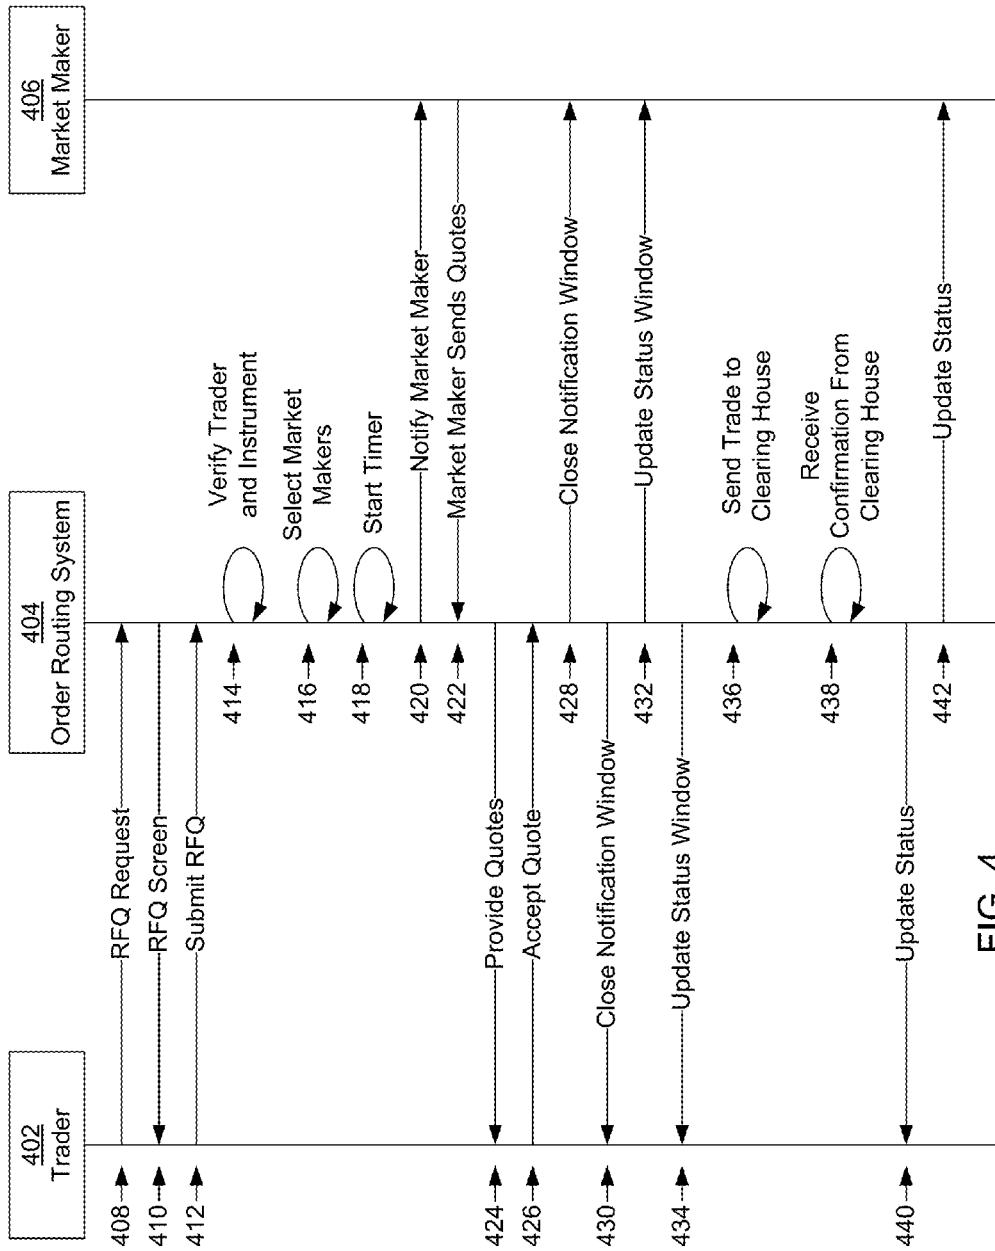 402
Trader
404
Order Routing System
406
Market Maker
408
RFQ Request
410
RFQ Screen
412
Submit RFQ
414
Verify Trader
and Instrument
416
Select Market
Makers
418
Start Timer
420
Notify Market Maker
422
Market Maker Sends Quotes
424
Provide Quotes
426
Accept Quote
428
Close Notification Window
430
Close Notification Window
432
Update Status Window
434
Update Status Window
436
Send Trade to
Clearing House
438
Receive
Confirmation From
Clearing House
440
Update Status
442
Update Status
FIG. 4